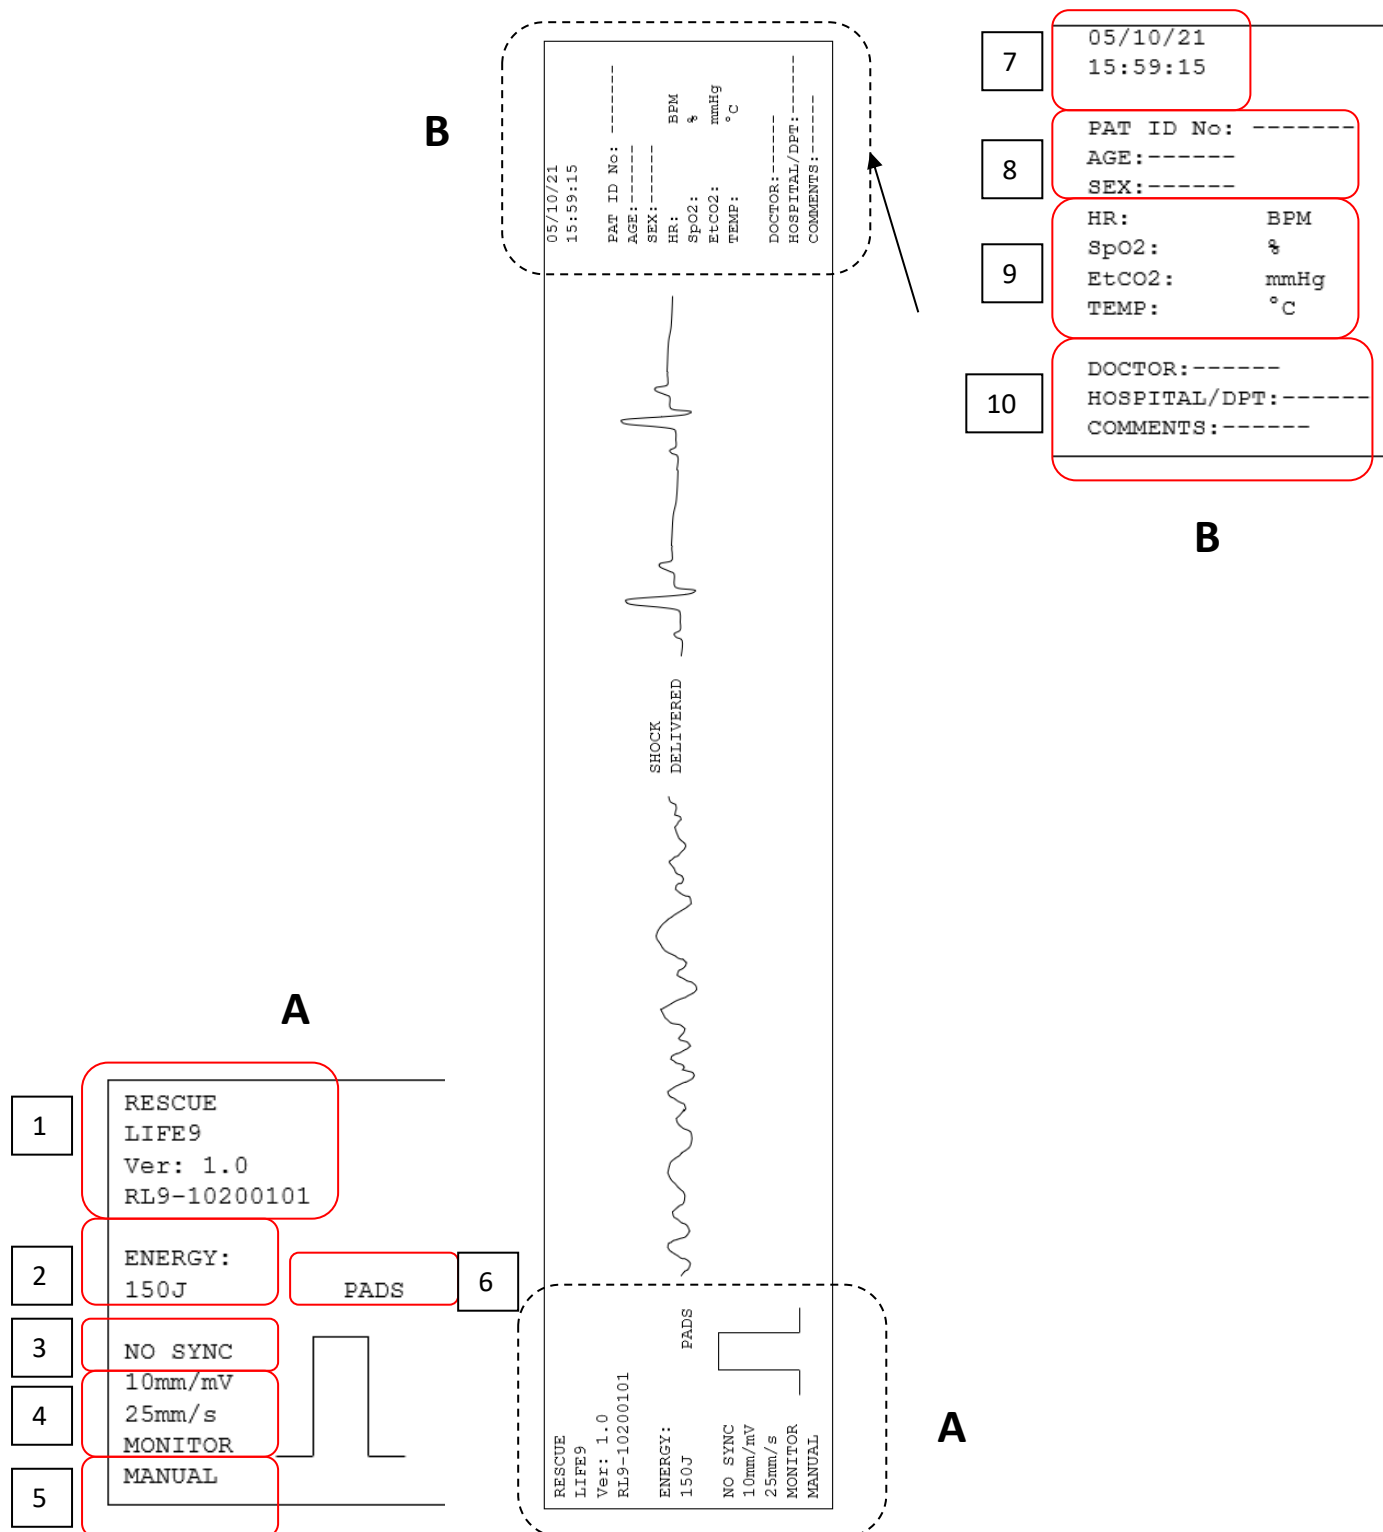 B
05/10/21
15:59:15
PAT ID No: -------
AGE:------
SEX:------
HR: BPM
SpO2: %
EtCO2: mmHg
TEMP: °C
DOCTOR:------
HOSPITAL/DPT:------
COMMENTS:------
SHOCK
DELIVERED
RESCUE
LIFE9
Ver: 1.0
RL9-10200101
ENERGY:
150J PADS
NO SYNC
10mm/mV
25mm/s
MONITOR
MANUAL
A
7
05/10/21
15:59:15
8
PAT ID No: -------
AGE:------
SEX:------
9
HR: BPM
SpO2: %
EtCO2: mmHg
TEMP: °C
10
DOCTOR:------
HOSPITAL/DPT:------
COMMENTS:------
B
A
1
RESCUE
LIFE9
Ver: 1.0
RL9-10200101
2
ENERGY:
150J PADS
6
3
NO SYNC
4
10mm/mV
25mm/s
MONITOR
5
MANUAL